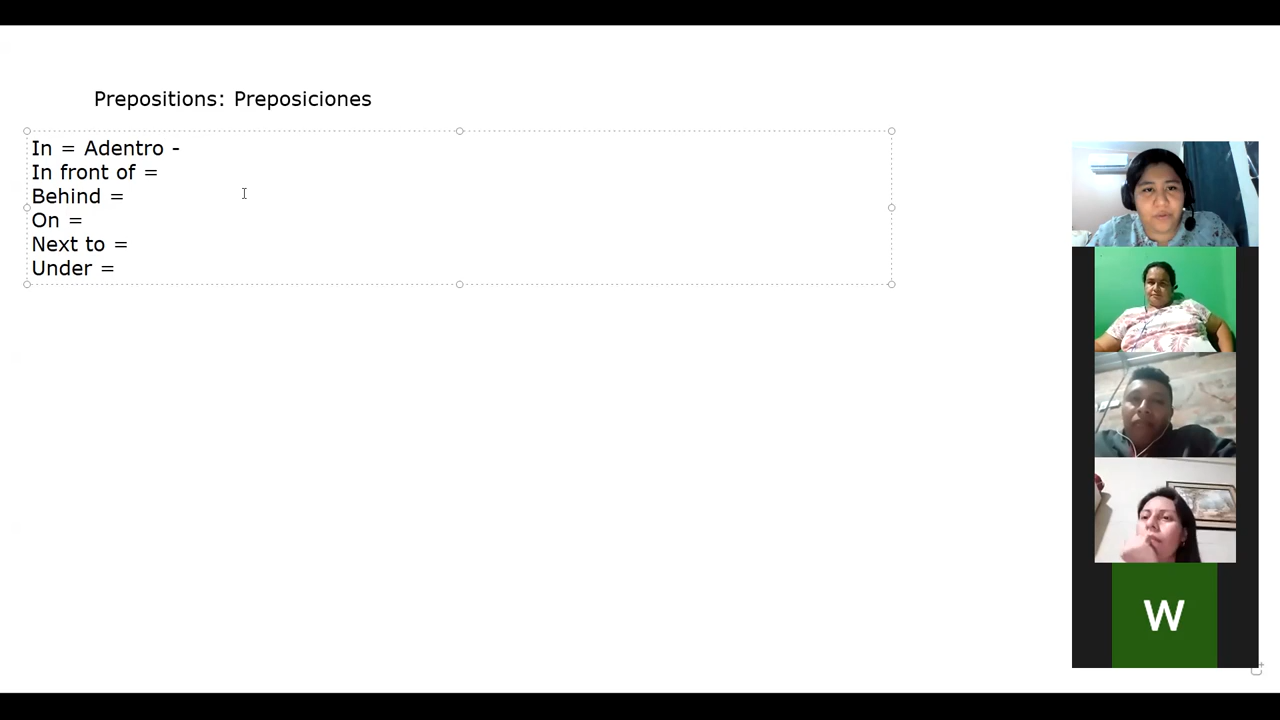 Prepositions: Preposiciones
In = Adentro -
In front of =
Behind =
On =
Next to =
Under =
W